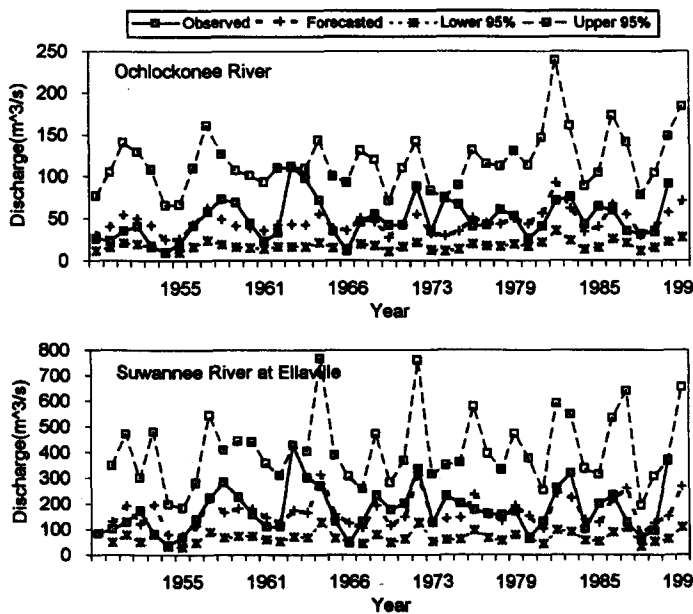 Observed Forecasted Lower 95% Upper 95%
Ochlockonee River
Discharge(m^3/s)
250
200
150
100
50
0
1955 1961 1966 1973 1979 1985 199
Year
Suwannee River at Ellaville
Discharge(m^3/s)
800
700
600
500
400
300
200
100
0
1955 1961 1966 1973 1979 1985 199
Year